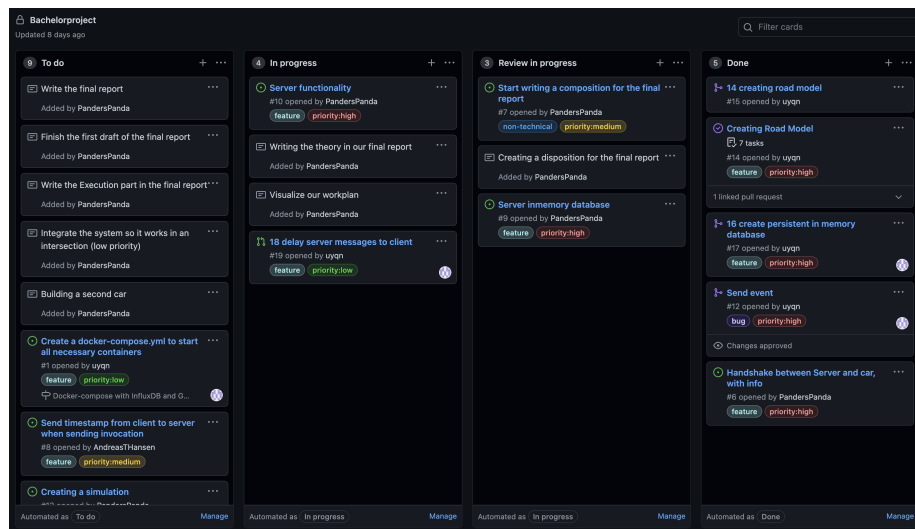 Bachelorproject
Updated 8 days ago
Filter cards
9 To do
Write the final report
Added by PandersPanda
Finish the first draft of the final report
Added by PandersPanda
Write the Execution part in the final report
Added by PandersPanda
Integrate the system so it works in an
intersection (low priority)
Added by PandersPanda
Building a second car
Added by PandersPanda
Create a docker-compose.yml to start
all necessary containers
#1 opened by uyqn
feature priority:low
Docker-compose with InfluxDB and G...
Send timestamp from client to server
when sending invocation
#8 opened by AndreasTHansen
feature priority:medium
Creating a simulation
Automated as To do Manage
4 In progress
Server functionality
#10 opened by PandersPanda
feature priority:high
Writing the theory in our final report
Added by PandersPanda
Visualize our workplan
Added by PandersPanda
18 delay server messages to client
#19 opened by uyqn
feature priority:low
Automated as In progress Manage
3 Review in progress
Start writing a composition for the final
report
#7 opened by PandersPanda
non-technical priority:medium
Creating a disposition for the final report
Added by PandersPanda
Server inmemory database
#9 opened by PandersPanda
feature priority:high
Automated as In progress Manage
5 Done
14 creating road model
#15 opened by uyqn
Creating Road Model
7 tasks
#14 opened by uyqn
feature priority:high
1 linked pull request
16 create persistent in memory
database
#17 opened by uyqn
feature priority:high
Send event
#12 opened by uyqn
bug priority:high
Changes approved
Handshake between Server and car,
with info
#6 opened by PandersPanda
feature priority:high
Automated as Done Manage